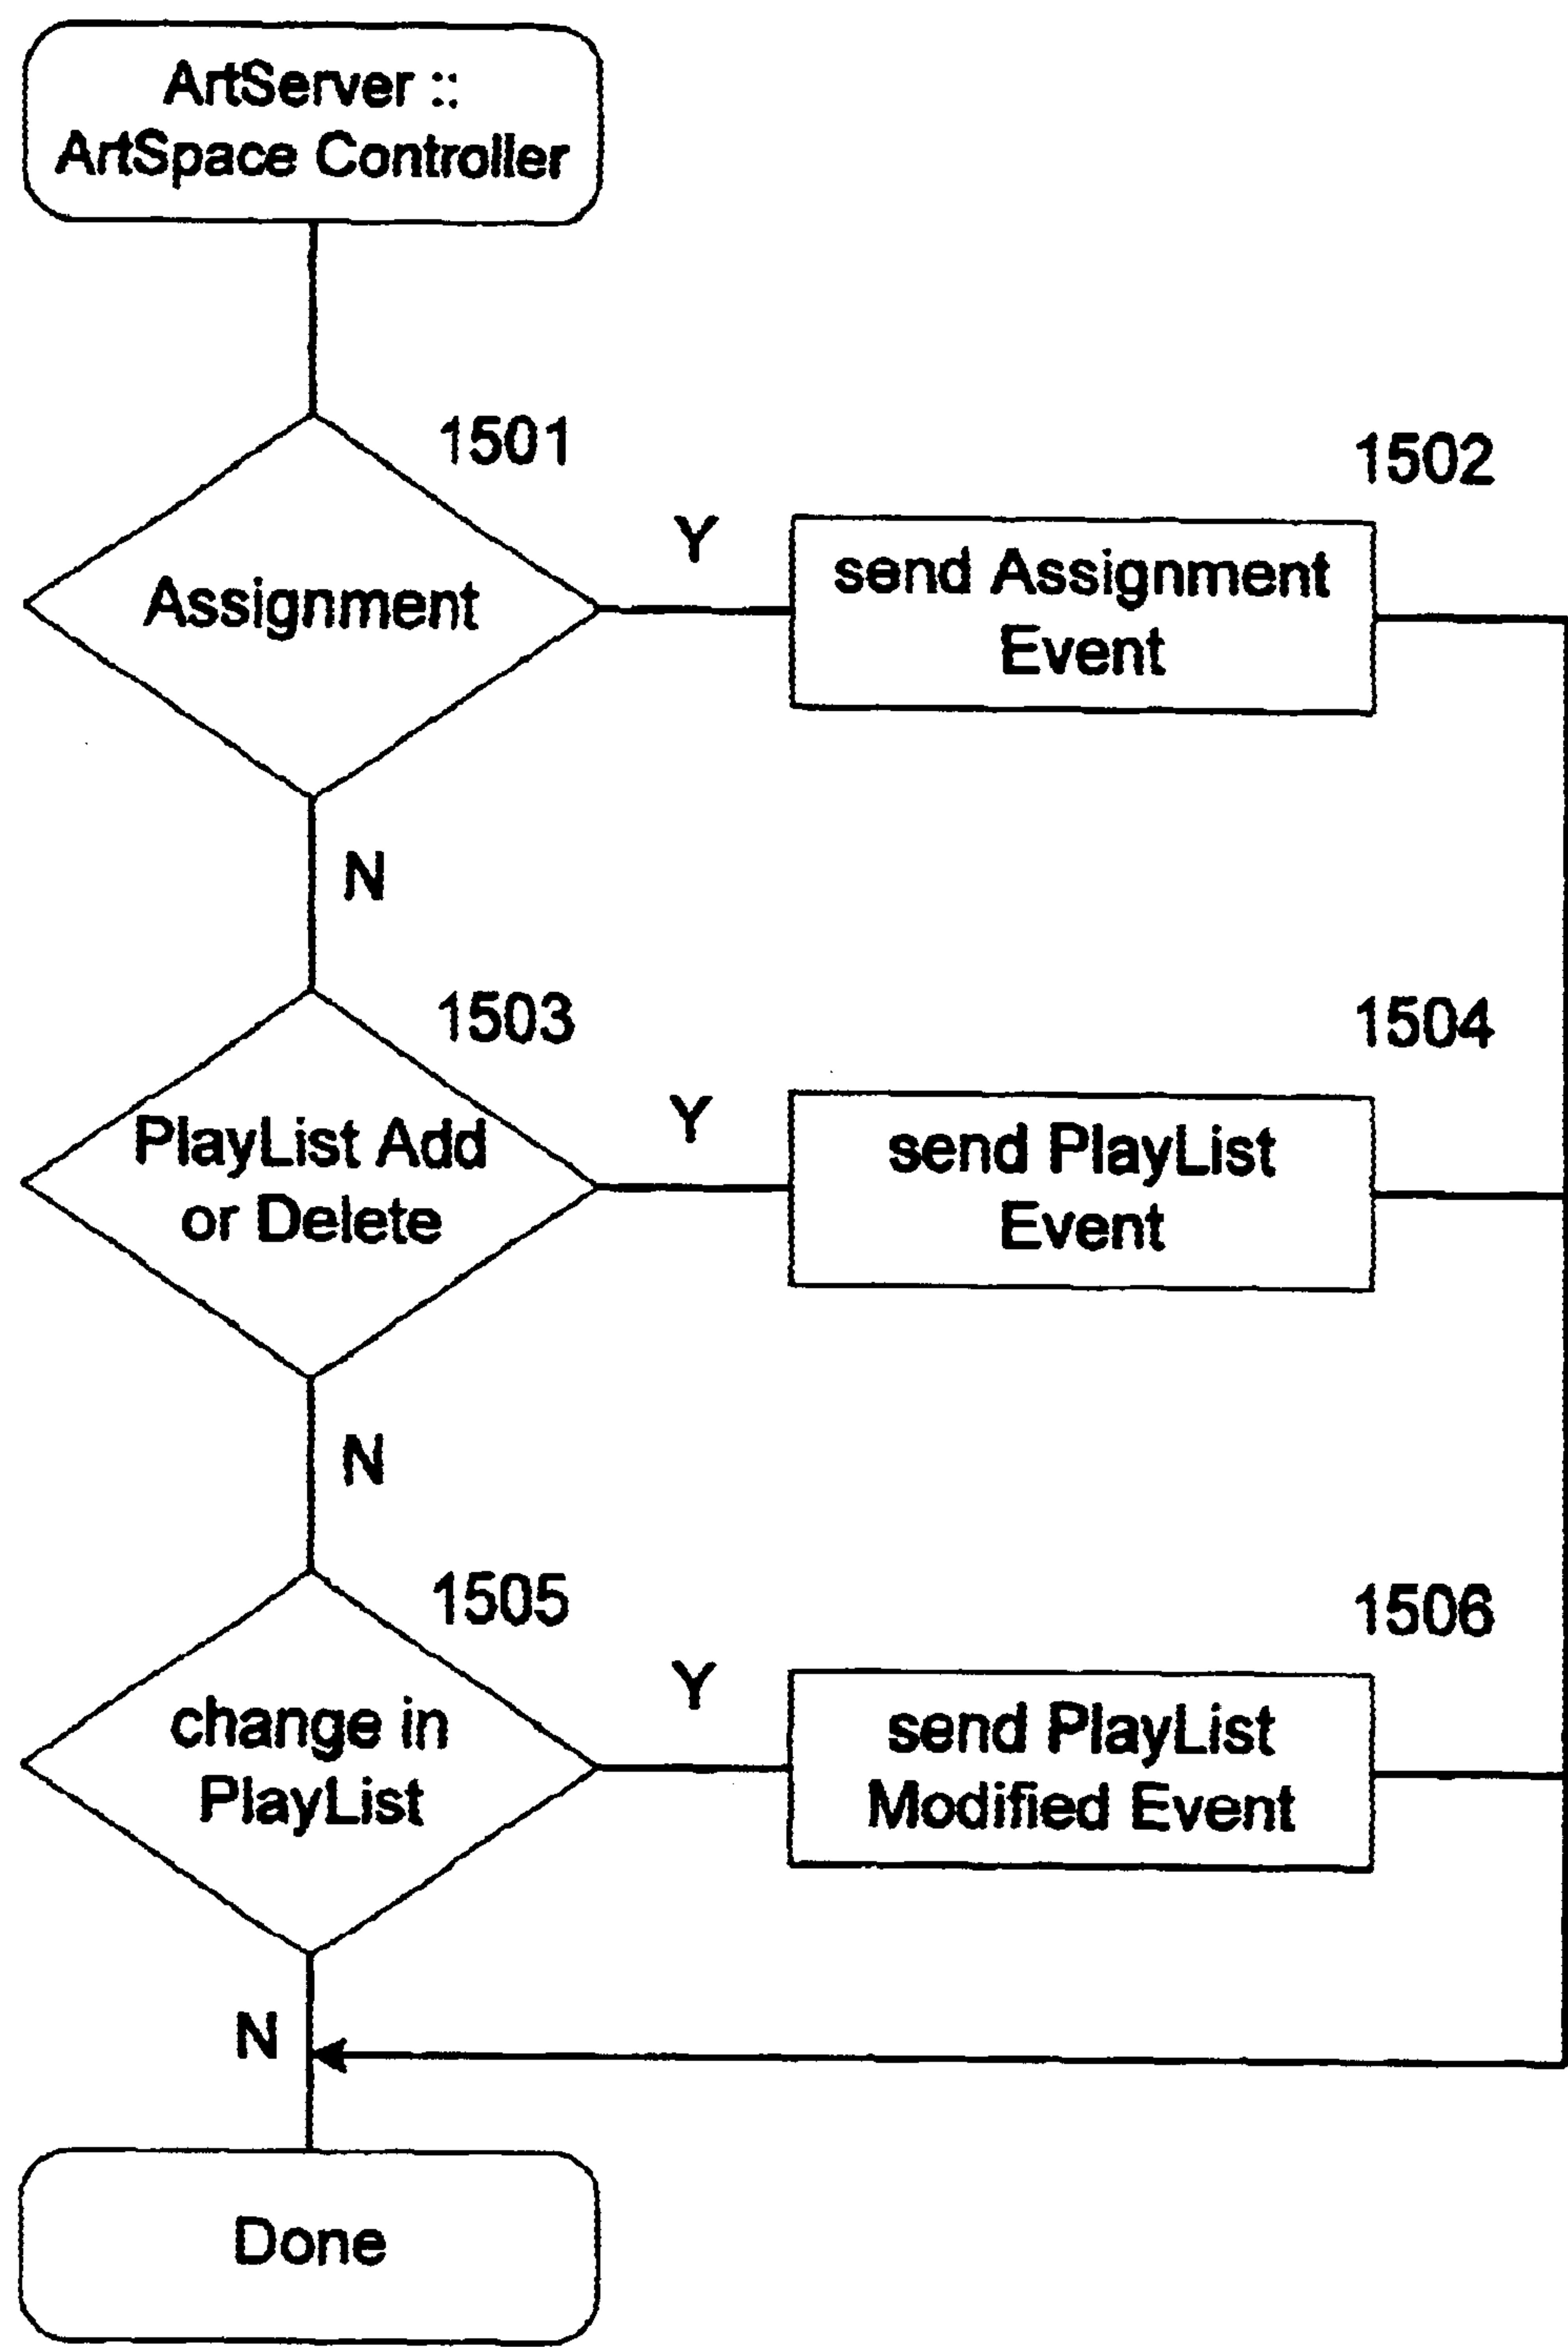 ArtServer ::
ArtSpace Controller
1501
1502
Y
Assignment
send Assignment
Event
N
1503
1504
Y
PlayList Add
or Delete
send PlayList
Event
N
1505
1506
Y
change in
PlayList
send PlayList
Modified Event
N
Done